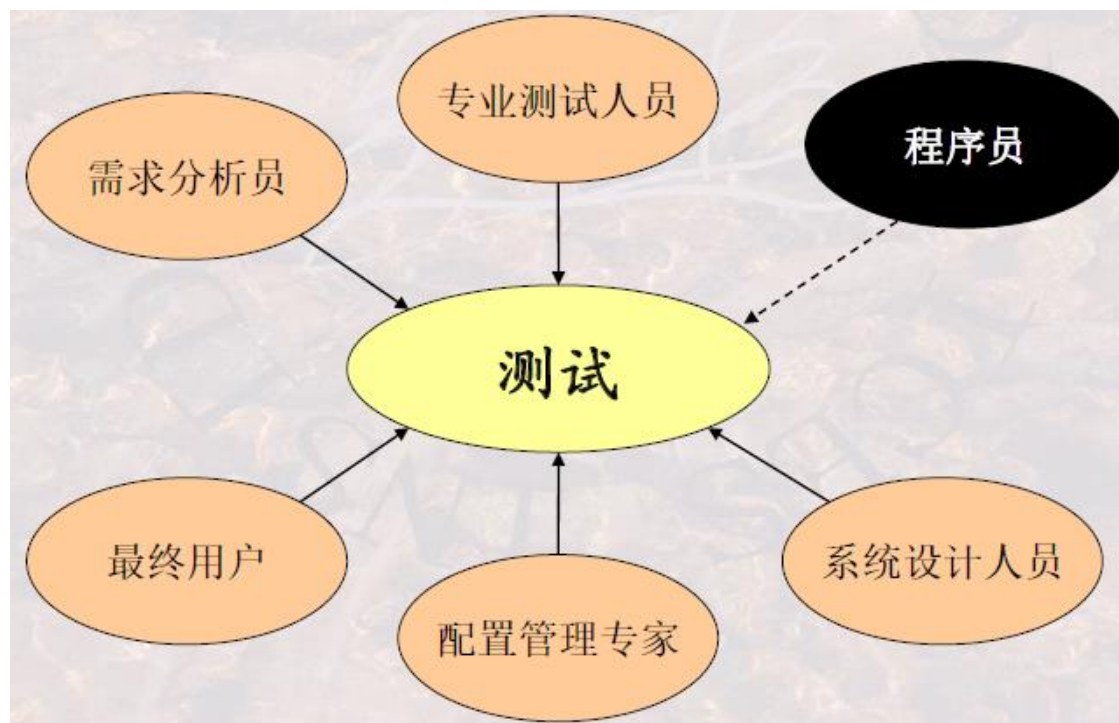 专业测试人员
程序员
需求分析员
测试
最终用户
系统设计人员
配置管理专家